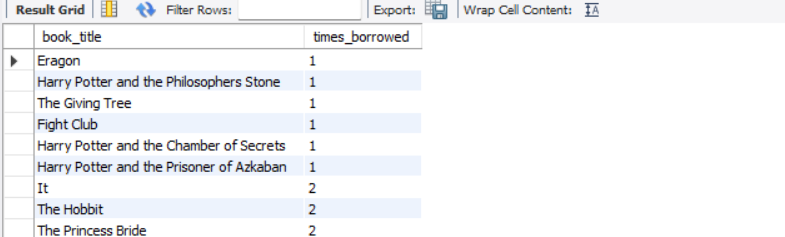 Result Grid Filter Rows: Export: Wrap Cell Content: IA
book_title times_borrowed
Eragon 1
Harry Potter and the Philosophers Stone 1
The Giving Tree 1
Fight Club 1
Harry Potter and the Chamber of Secrets 1
Harry Potter and the Prisoner of Azkaban 1
It 2
The Hobbit 2
The Princess Bride 2